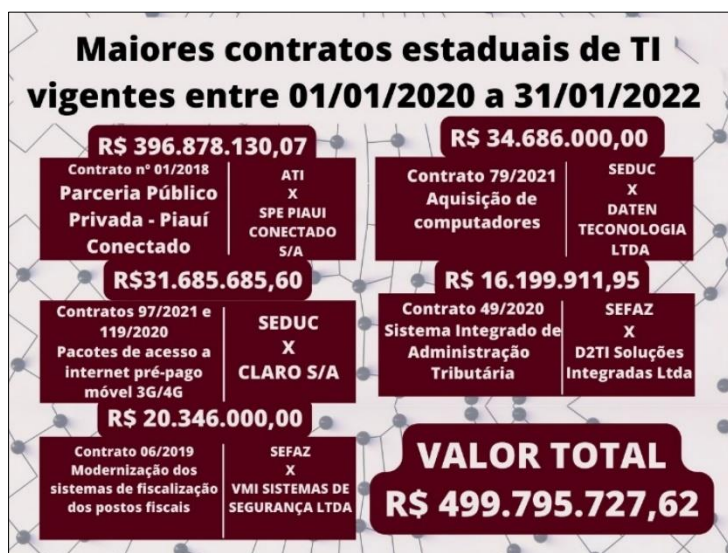 Maiores contratos estaduais de TI
vigentes entre 01/01/2020 a 31/01/2022
R$ 396.878.130,07
Contrato nº 01/2018
Parceria Público
Privada - Piauí
Conectado
ATI
X
SPE PIAUI
CONECTADO
S/A
R$ 34.686.000,00
Contrato 79/2021
Aquisição de
computadores
SEDUC
X
DATEN
TECONOLOGIA
LTDA
R$31.685.685,60
Contratos 97/2021 e
119/2020
Pacotes de acesso a
internet pré-pago
móvel 3G/4G
SEDUC
X
CLARO S/A
R$ 16.199.911,95
Contrato 49/2020
Sistema Integrado de
Administração
Tributária
SEFAZ
X
D2TI Soluções
Integradas Ltda
R$ 20.346.000,00
Contrato 06/2019
Modernização dos
sistemas de fiscalização
dos postos fiscais
SEFAZ
X
VMI SISTEMAS DE
SEGURANÇA LTDA
VALOR TOTAL
R$ 499.795.727,62